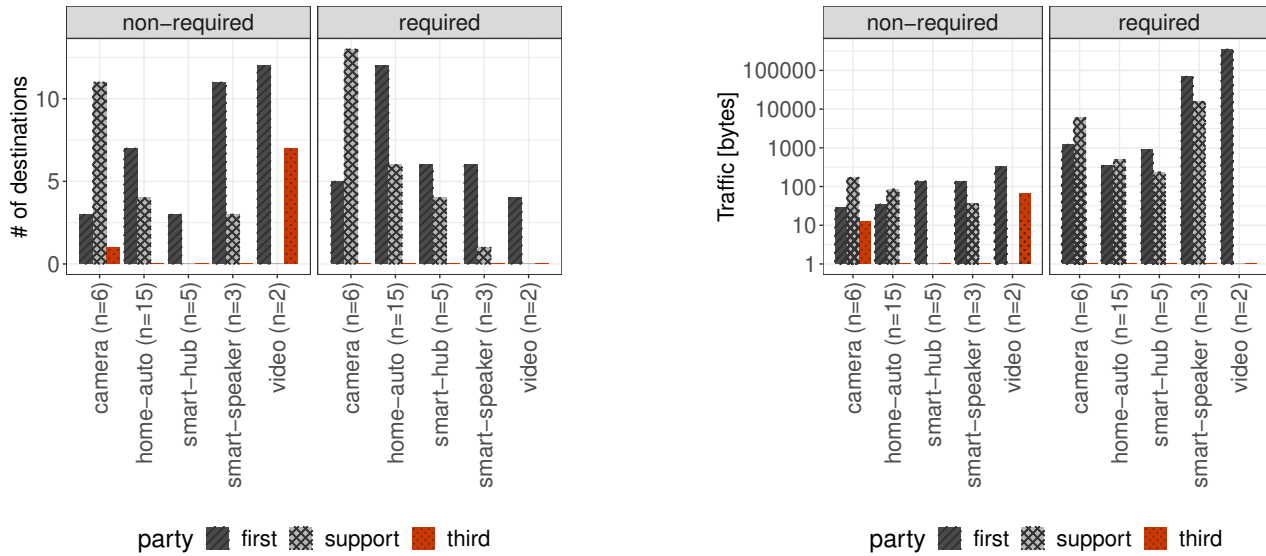 non−required
required
# of destinations
10
5
0
camera (n=6)
home−auto (n=15)
smart−hub (n=5)
smart−speaker (n=3)
video (n=2)
camera (n=6)
home−auto (n=15)
smart−hub (n=5)
smart−speaker (n=3)
video (n=2)
party first support third
non−required
required
Traffic [bytes]
100000
10000
1000
100
10
1
camera (n=6)
home−auto (n=15)
smart−hub (n=5)
smart−speaker (n=3)
video (n=2)
camera (n=6)
home−auto (n=15)
smart−hub (n=5)
smart−speaker (n=3)
video (n=2)
party first support third